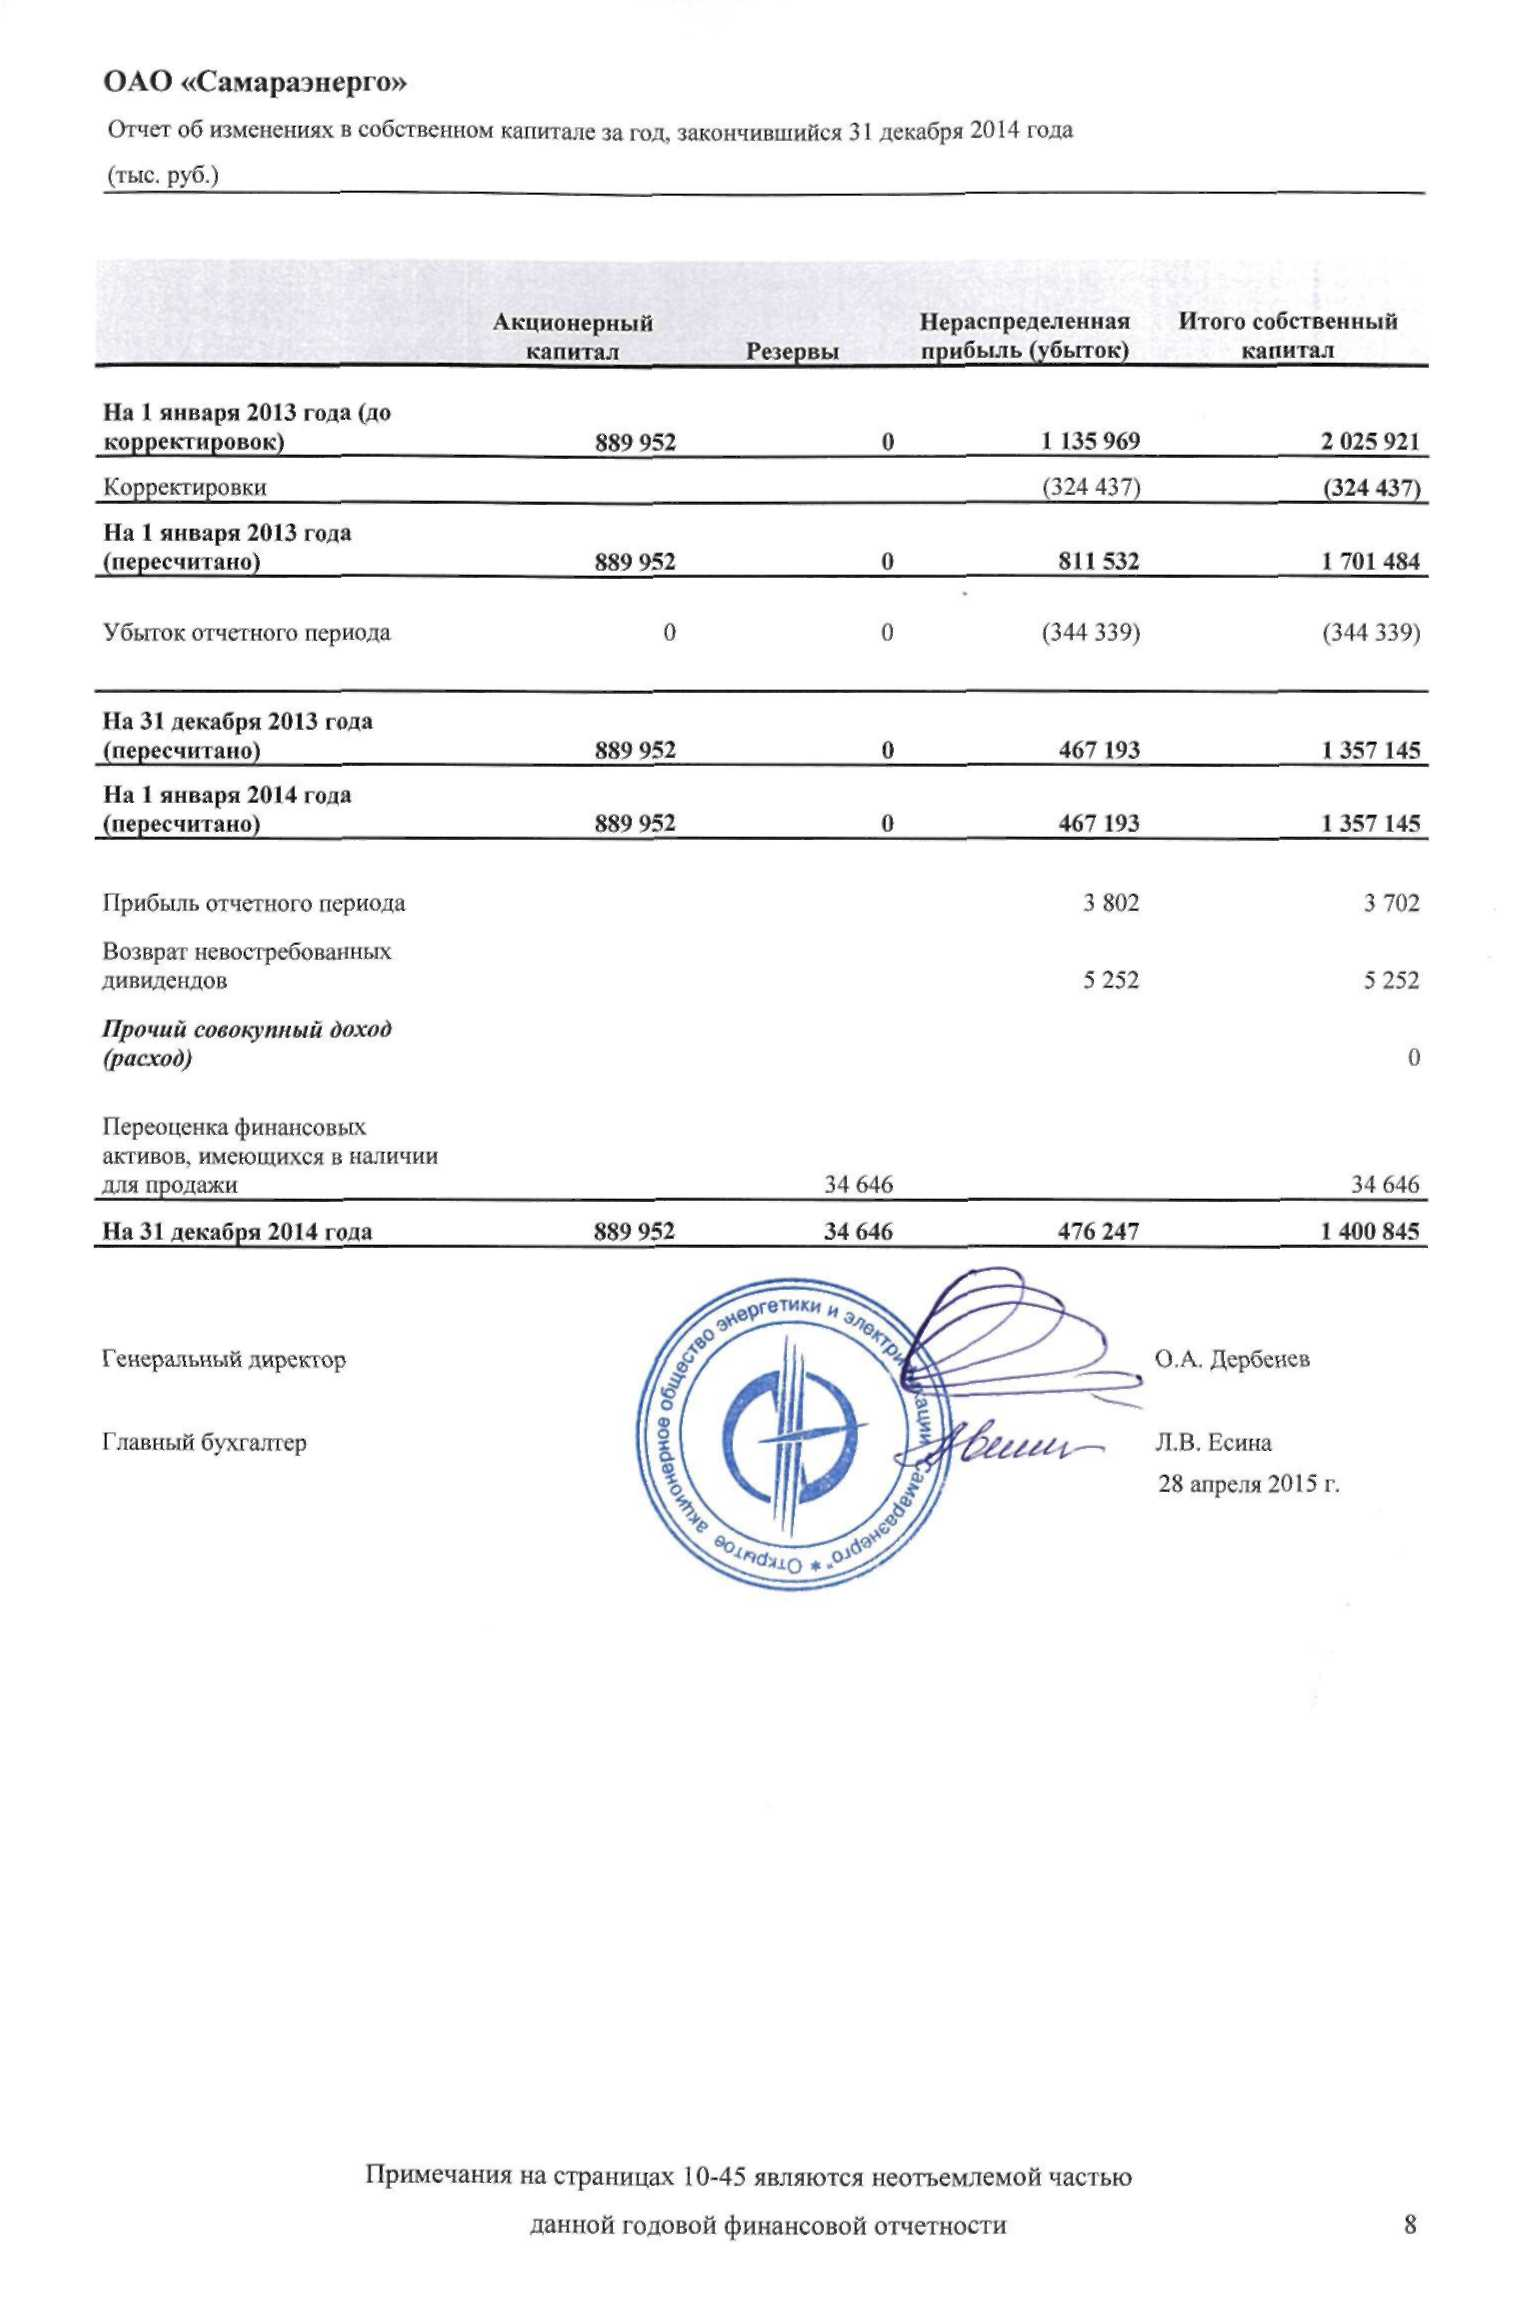 ОАО «Самараэнерго»
Отчет об изменениях в собственном капитале за год, закончившийся 31 декабря 2014 года
(тыс. руб.)
Акционерный капитал Резервы Нераспределенная прибыль (убыток) Итого собственный капитал
На 1 января 2013 года (до
корректировок) 889 952 0 1 135 969 2 025 921
Корректировки (324 437) (324 437)
На 1 января 2013 года
(пересчитано) 889 952 0 811 532 1 701 484
Убыток отчетного периода 0 0 (344 339) (344 339)
На 31 декабря 2013 года
(пересчитано) 889 952 0 467 193 1 357 145
На 1 января 2014 года
(пересчитано) 889 952 0 467 193 1 357 145
Прибыль отчетного периода 3 802 3 702
Возврат невостребованных
дивидендов 5 252 5 252
Прочий совокупный доход
(расход) 0
Переоценка финансовых
активов, имеющихся в наличии
для продажи 34 646 34 646
На 31 декабря 2014 года 889 952 34 646 476 247 1 400 845
Генеральный директор О.А. Дербенев
Главный бухгалтер Л.В. Есина
28 апреля 2015 г.
Открытое акционерное общество энергетики и электрификации "Самараэнерго" *
Примечания на страницах 10-45 являются неотъемлемой частью
данной годовой финансовой отчетности 8